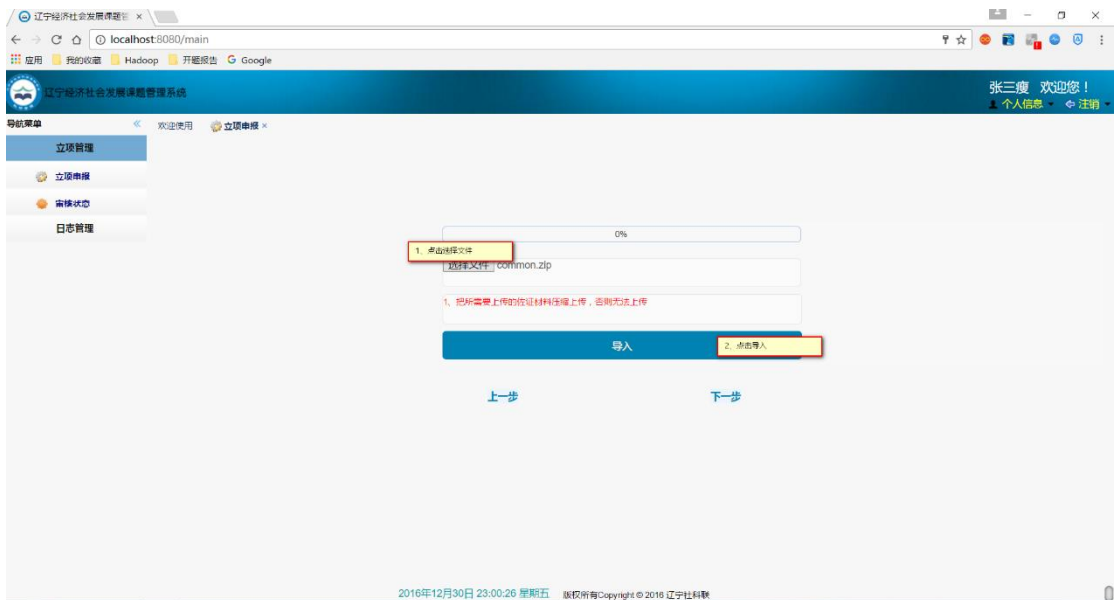 辽宁经济社会发展课题管
localhost:8080/main
应用 我的收藏 Hadoop 开题报告 Google
辽宁经济社会发展课题管理系统
张三瘦 欢迎您！
个人信息 注销
导航菜单
欢迎使用 立项申报
立项管理
立项申报
审核状态
日志管理
0%
1、点击选择文件
选择文件 common.zip
1、把所需要上传的佐证材料压缩上传，否则无法上传
导入
2、点击导入
上一步 下一步
2016年12月30日 23:00:26 星期五 版权所有Copyright © 2016 辽宁社科联